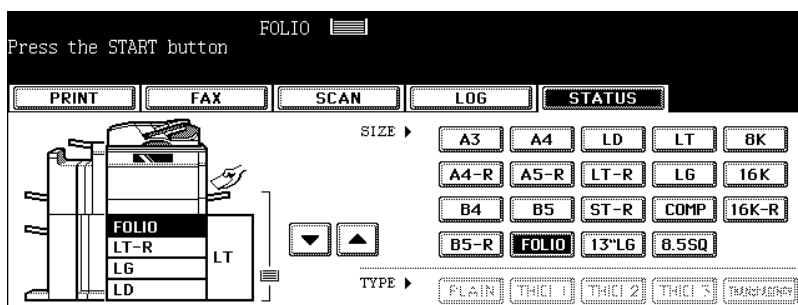 FOLIO
Press the START button
PRINT FAX SCAN LOG STATUS
SIZE A3 A4 LD LT 8K
A4-R A5-R LT-R LG 16K
B4 B5 ST-R COMP 16K-R
B5-R FOLIO 13"LG 8.5SQ
FOLIO
LT-R
LG
LD
LT
TYPE PLAIN THICK 1 THICK 2 THICK 3 TRANSPARENCY